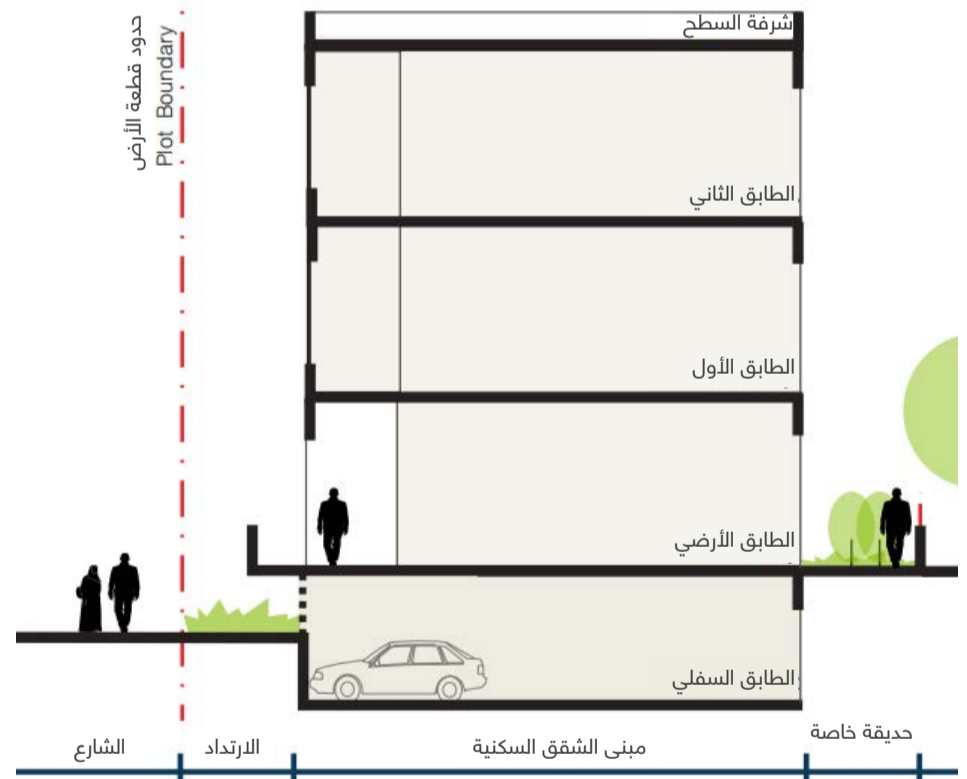 شرفة السطح
حدود قطعة الأرض
Plot Boundary
الطابق الثاني
الطابق الأول
الطابق الأرضي
الطابق السفلي
حديقة خاصة
مبنى الشقق السكنية
الارتداد
الشارع